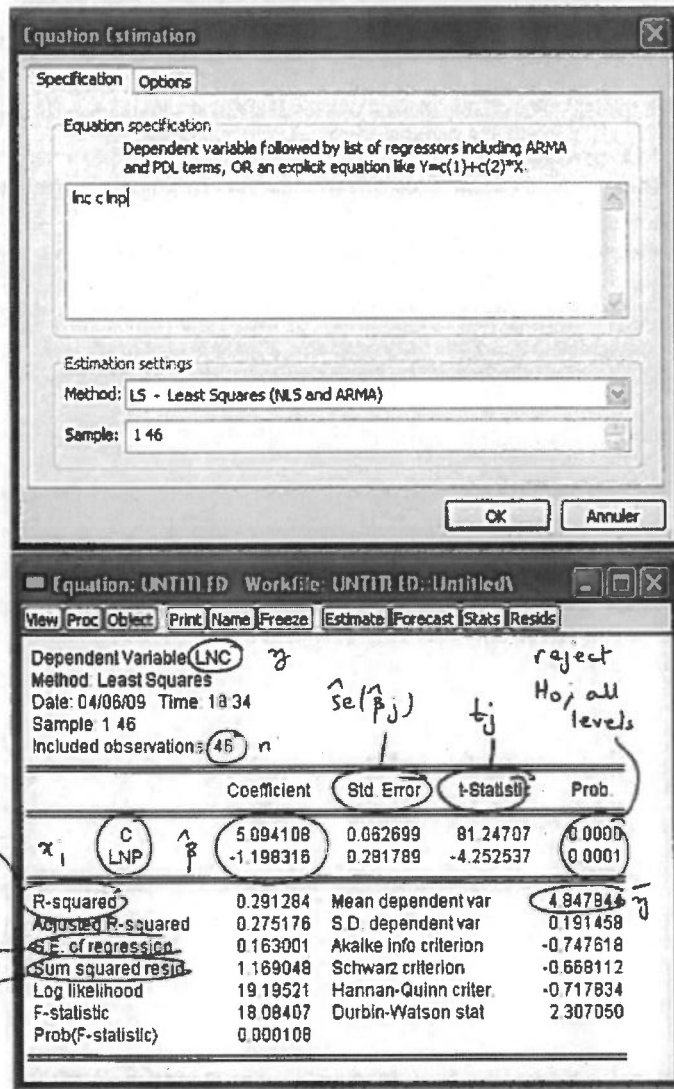 Equation Estimation
Specification Options
Equation specification
Dependent variable followed by list of regressors including ARMA
and PDL terms, OR an explicit equation like Y=c(1)+c(2)*X.
lnc c lnp
Estimation settings
Method: LS - Least Squares (NLS and ARMA)
Sample: 1 46
OK Annuler
Equation: UNTITLED Workfile: UNTITLED::Untitled\
View Proc Object Print Name Freeze Estimate Forecast Stats Resids
Dependent Variable: LNC y reject
Method: Least Squares H₀ⱼ all
Date: 04/06/09 Time: 18:34 ŝe(β̂ⱼ) tⱼ levels
Sample: 1 46
Included observations: 46 n
Coefficient Std. Error t-Statistic Prob.
x₁ C β̂ 5.094108 0.062699 81.24707 0.0000
LNP -1.198316 0.281789 -4.252537 0.0001
R-squared 0.291284 Mean dependent var 4.847844 ȳ
Adjusted R-squared 0.275176 S.D. dependent var 0.191458
S.E. of regression 0.163001 Akaike info criterion -0.747618
Sum squared resid 1.169048 Schwarz criterion -0.668112
Log likelihood 19.19521 Hannan-Quinn criter. -0.717834
F-statistic 18.08407 Durbin-Watson stat 2.307050
Prob(F-statistic) 0.000108